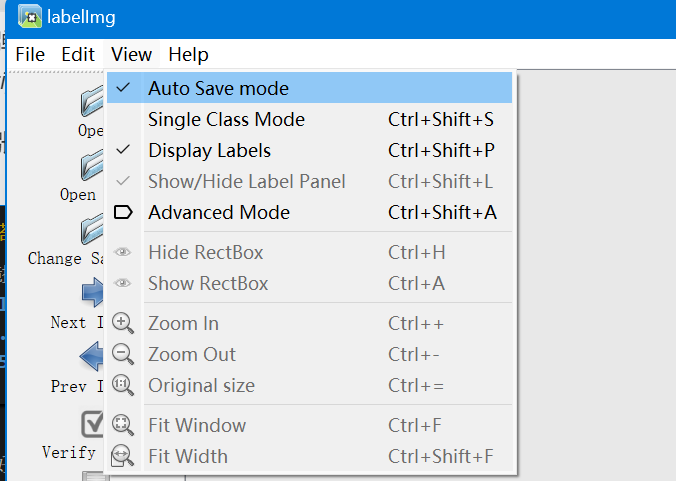 labelImg
File Edit View Help
Auto Save mode
Single Class Mode Ctrl+Shift+S
Display Labels Ctrl+Shift+P
Show/Hide Label Panel Ctrl+Shift+L
Advanced Mode Ctrl+Shift+A
Hide RectBox Ctrl+H
Show RectBox Ctrl+A
Zoom In Ctrl++
Zoom Out Ctrl+-
Original size Ctrl+=
Fit Window Ctrl+F
Fit Width Ctrl+Shift+F
Ope
Open
Change Sa
Next I
Prev I
Verify
1:1